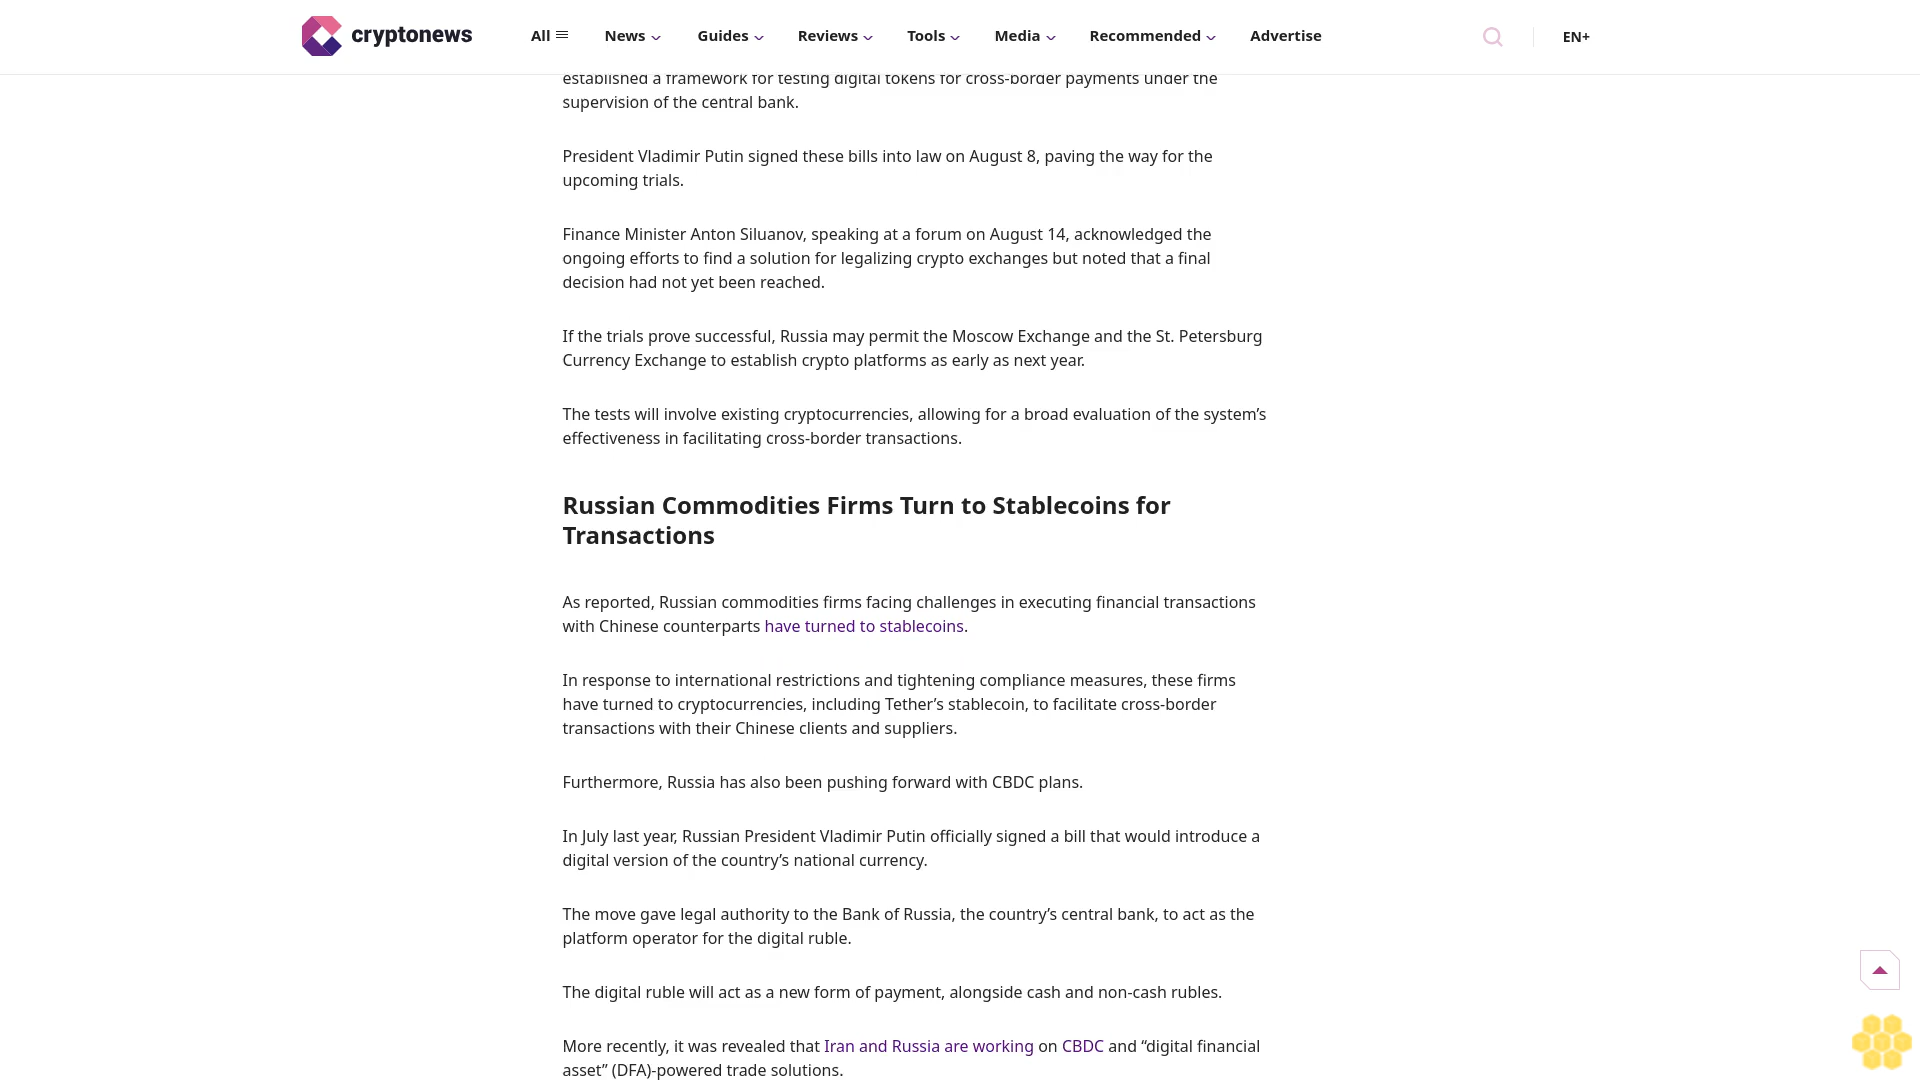 cryptonews
All News Guides Reviews Tools Media Recommended Advertise EN+
established a framework for testing digital tokens for cross-border payments under the
supervision of the central bank.
President Vladimir Putin signed these bills into law on August 8, paving the way for the
upcoming trials.
Finance Minister Anton Siluanov, speaking at a forum on August 14, acknowledged the
ongoing efforts to find a solution for legalizing crypto exchanges but noted that a final
decision had not yet been reached.
If the trials prove successful, Russia may permit the Moscow Exchange and the St. Petersburg
Currency Exchange to establish crypto platforms as early as next year.
The tests will involve existing cryptocurrencies, allowing for a broad evaluation of the system’s
effectiveness in facilitating cross-border transactions.
Russian Commodities Firms Turn to Stablecoins for
Transactions
As reported, Russian commodities firms facing challenges in executing financial transactions
with Chinese counterparts have turned to stablecoins.
In response to international restrictions and tightening compliance measures, these firms
have turned to cryptocurrencies, including Tether’s stablecoin, to facilitate cross-border
transactions with their Chinese clients and suppliers.
Furthermore, Russia has also been pushing forward with CBDC plans.
In July last year, Russian President Vladimir Putin officially signed a bill that would introduce a
digital version of the country’s national currency.
The move gave legal authority to the Bank of Russia, the country’s central bank, to act as the
platform operator for the digital ruble.
The digital ruble will act as a new form of payment, alongside cash and non-cash rubles.
More recently, it was revealed that Iran and Russia are working on CBDC and “digital financial
asset” (DFA)-powered trade solutions.